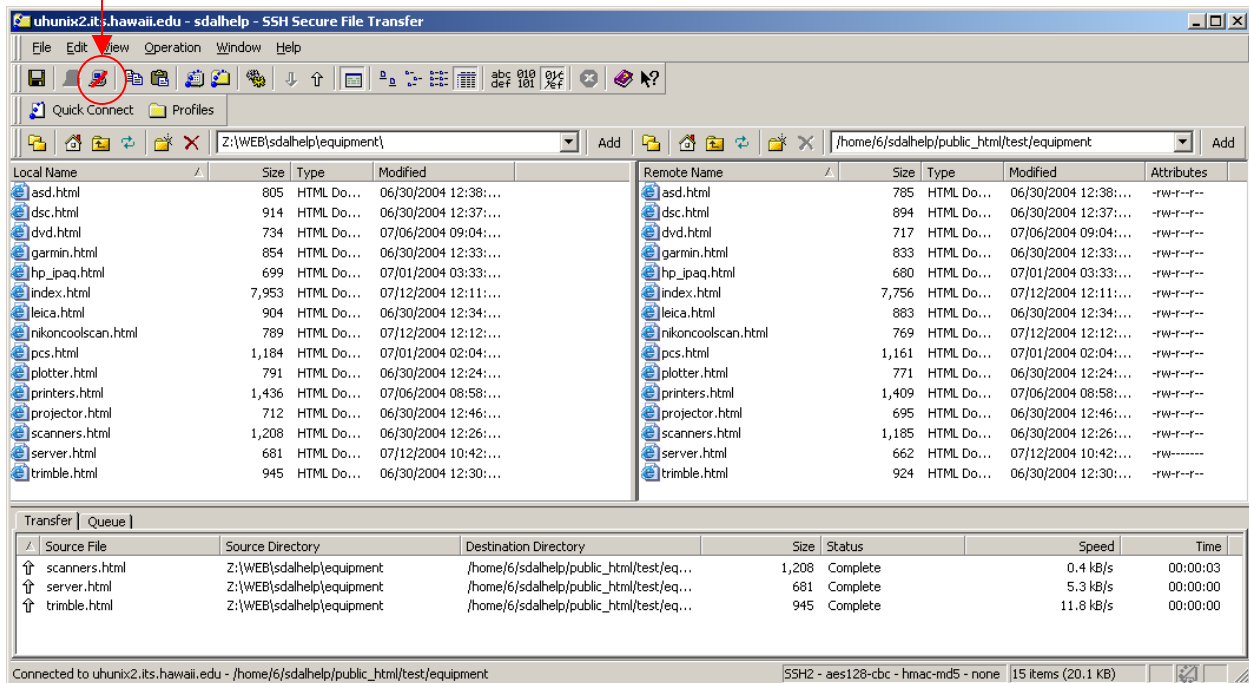 uhunix2.its.hawaii.edu - sdalhelp - SSH Secure File Transfer
File Edit View Operation Window Help
abc def 010 101
Quick Connect Profiles
Z:\WEB\sdalhelp\equipment\ Add /home/6/sdalhelp/public_html/test/equipment Add
Local Name Size Type Modified Remote Name Size Type Modified Attributes
asd.html 805 HTML Do... 06/30/2004 12:38:... asd.html 785 HTML Do... 06/30/2004 12:38:... -rw-r--r--
dsc.html 914 HTML Do... 06/30/2004 12:37:... dsc.html 894 HTML Do... 06/30/2004 12:37:... -rw-r--r--
dvd.html 734 HTML Do... 07/06/2004 09:04:... dvd.html 717 HTML Do... 07/06/2004 09:04:... -rw-r--r--
garmin.html 854 HTML Do... 06/30/2004 12:33:... garmin.html 833 HTML Do... 06/30/2004 12:33:... -rw-r--r--
hp_ipaq.html 699 HTML Do... 07/01/2004 03:33:... hp_ipaq.html 680 HTML Do... 07/01/2004 03:33:... -rw-r--r--
index.html 7,953 HTML Do... 07/12/2004 12:11:... index.html 7,756 HTML Do... 07/12/2004 12:11:... -rw-r--r--
leica.html 904 HTML Do... 06/30/2004 12:34:... leica.html 883 HTML Do... 06/30/2004 12:34:... -rw-r--r--
nikoncoolscan.html 789 HTML Do... 07/12/2004 12:12:... nikoncoolscan.html 769 HTML Do... 07/12/2004 12:12:... -rw-r--r--
pcs.html 1,184 HTML Do... 07/01/2004 02:04:... pcs.html 1,161 HTML Do... 07/01/2004 02:04:... -rw-r--r--
plotter.html 791 HTML Do... 06/30/2004 12:24:... plotter.html 771 HTML Do... 06/30/2004 12:24:... -rw-r--r--
printers.html 1,436 HTML Do... 07/06/2004 08:58:... printers.html 1,409 HTML Do... 07/06/2004 08:58:... -rw-r--r--
projector.html 712 HTML Do... 06/30/2004 12:46:... projector.html 695 HTML Do... 06/30/2004 12:46:... -rw-r--r--
scanners.html 1,208 HTML Do... 06/30/2004 12:26:... scanners.html 1,185 HTML Do... 06/30/2004 12:26:... -rw-r--r--
server.html 681 HTML Do... 07/12/2004 10:42:... server.html 662 HTML Do... 07/12/2004 10:42:... -rw-------
trimble.html 945 HTML Do... 06/30/2004 12:30:... trimble.html 924 HTML Do... 06/30/2004 12:30:... -rw-r--r--
Transfer Queue
Source File Source Directory Destination Directory Size Status Speed Time
scanners.html Z:\WEB\sdalhelp\equipment /home/6/sdalhelp/public_html/test/eq... 1,208 Complete 0.4 kB/s 00:00:03
server.html Z:\WEB\sdalhelp\equipment /home/6/sdalhelp/public_html/test/eq... 681 Complete 5.3 kB/s 00:00:00
trimble.html Z:\WEB\sdalhelp\equipment /home/6/sdalhelp/public_html/test/eq... 945 Complete 11.8 kB/s 00:00:00
Connected to uhunix2.its.hawaii.edu - /home/6/sdalhelp/public_html/test/equipment SSH2 - aes128-cbc - hmac-md5 - none 15 items (20.1 KB)